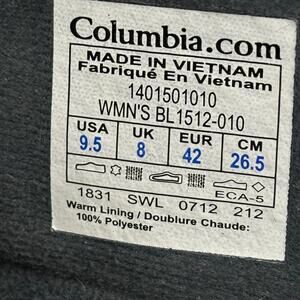 Columbia.com
MADE IN VIETNAM
Fabriqué En Vietnam
1401501010
WMN'S BL1512-010
USA UK EUR CM
9.5 8 42 26.5
ECA-5
1831 SWL 0712 212
Warm Lining / Doublure Chaude:
100% Polyester